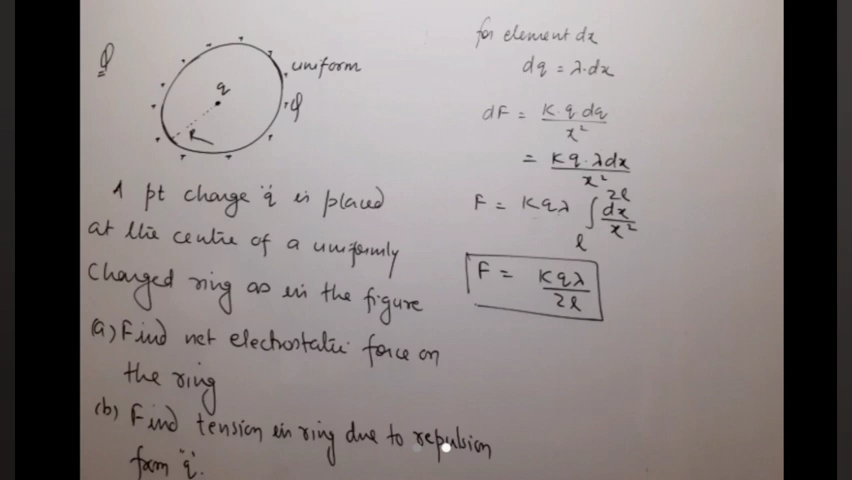 Q
q
uniform
Q
R
A pt charge "q" is placed
at the centre of a uniformly
charged ring as in the figure
(a) Find net electrostatic force on
the ring
(b) Find tension in ring due to repulsion
from "q".
for element dx
dq = λ·dx
dF = K·q dq / x²
= Kq·λdx / x²
F = Kqλ ∫ₗ²ˡ dx / x²
F = Kqλ / 2l